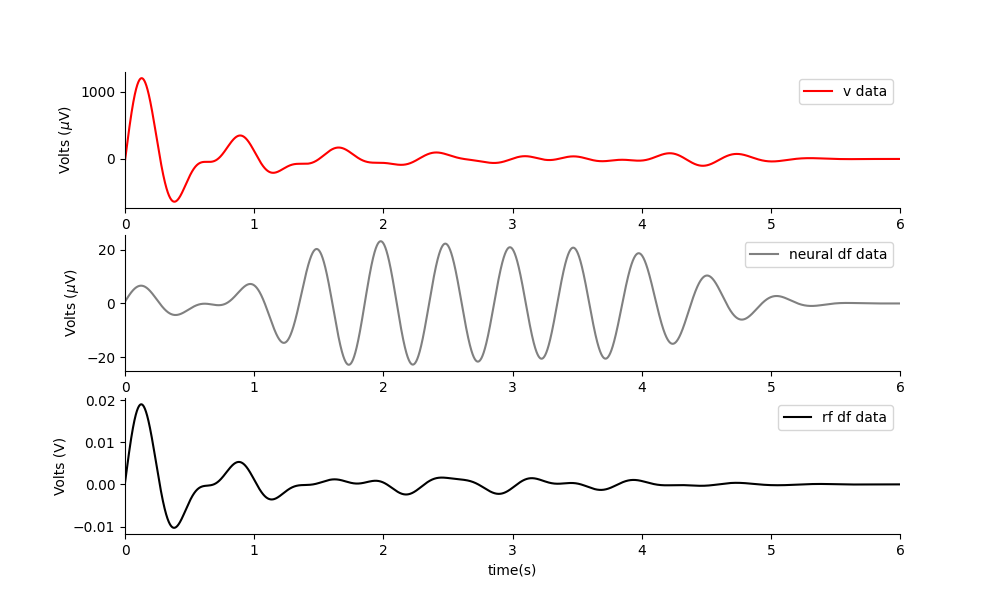 1000
0
Volts (μV)
v data
0 1 2 3 4 5 6
20
0
−20
Volts (μV)
neural df data
0 1 2 3 4 5 6
0.02
0.01
0.00
−0.01
Volts (V)
rf df data
0 1 2 3 4 5 6
time(s)